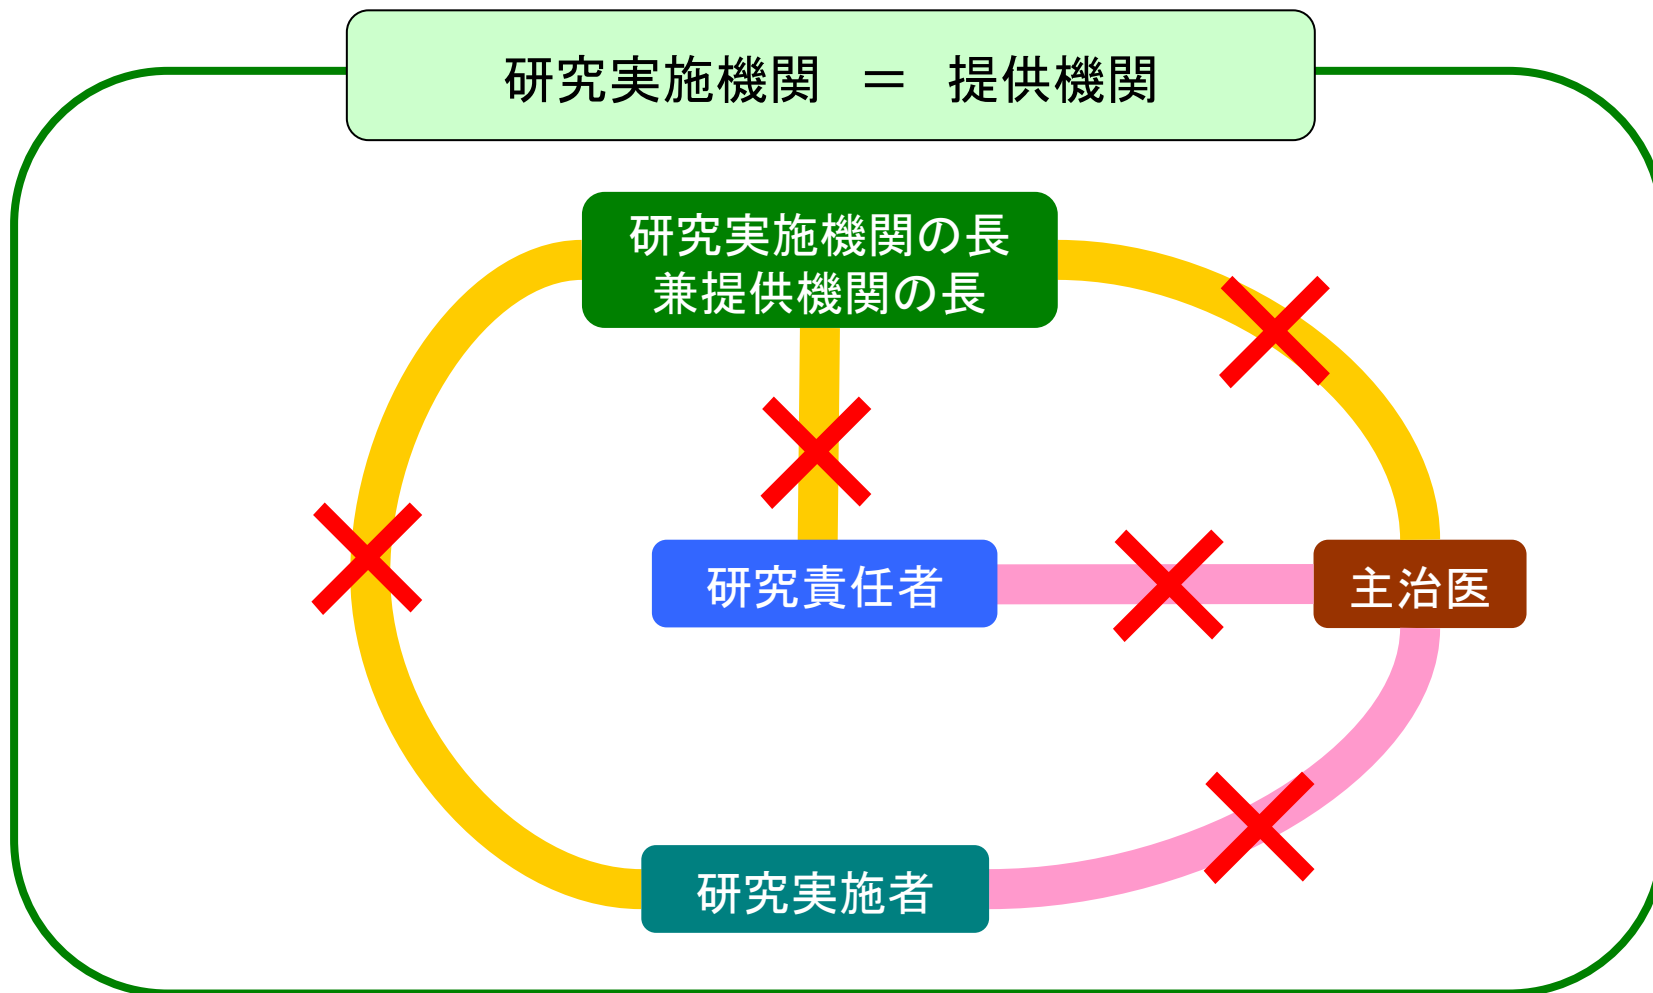 研究実施機関 ＝ 提供機関
研究実施機関の長
兼提供機関の長
研究責任者
主治医
研究実施者